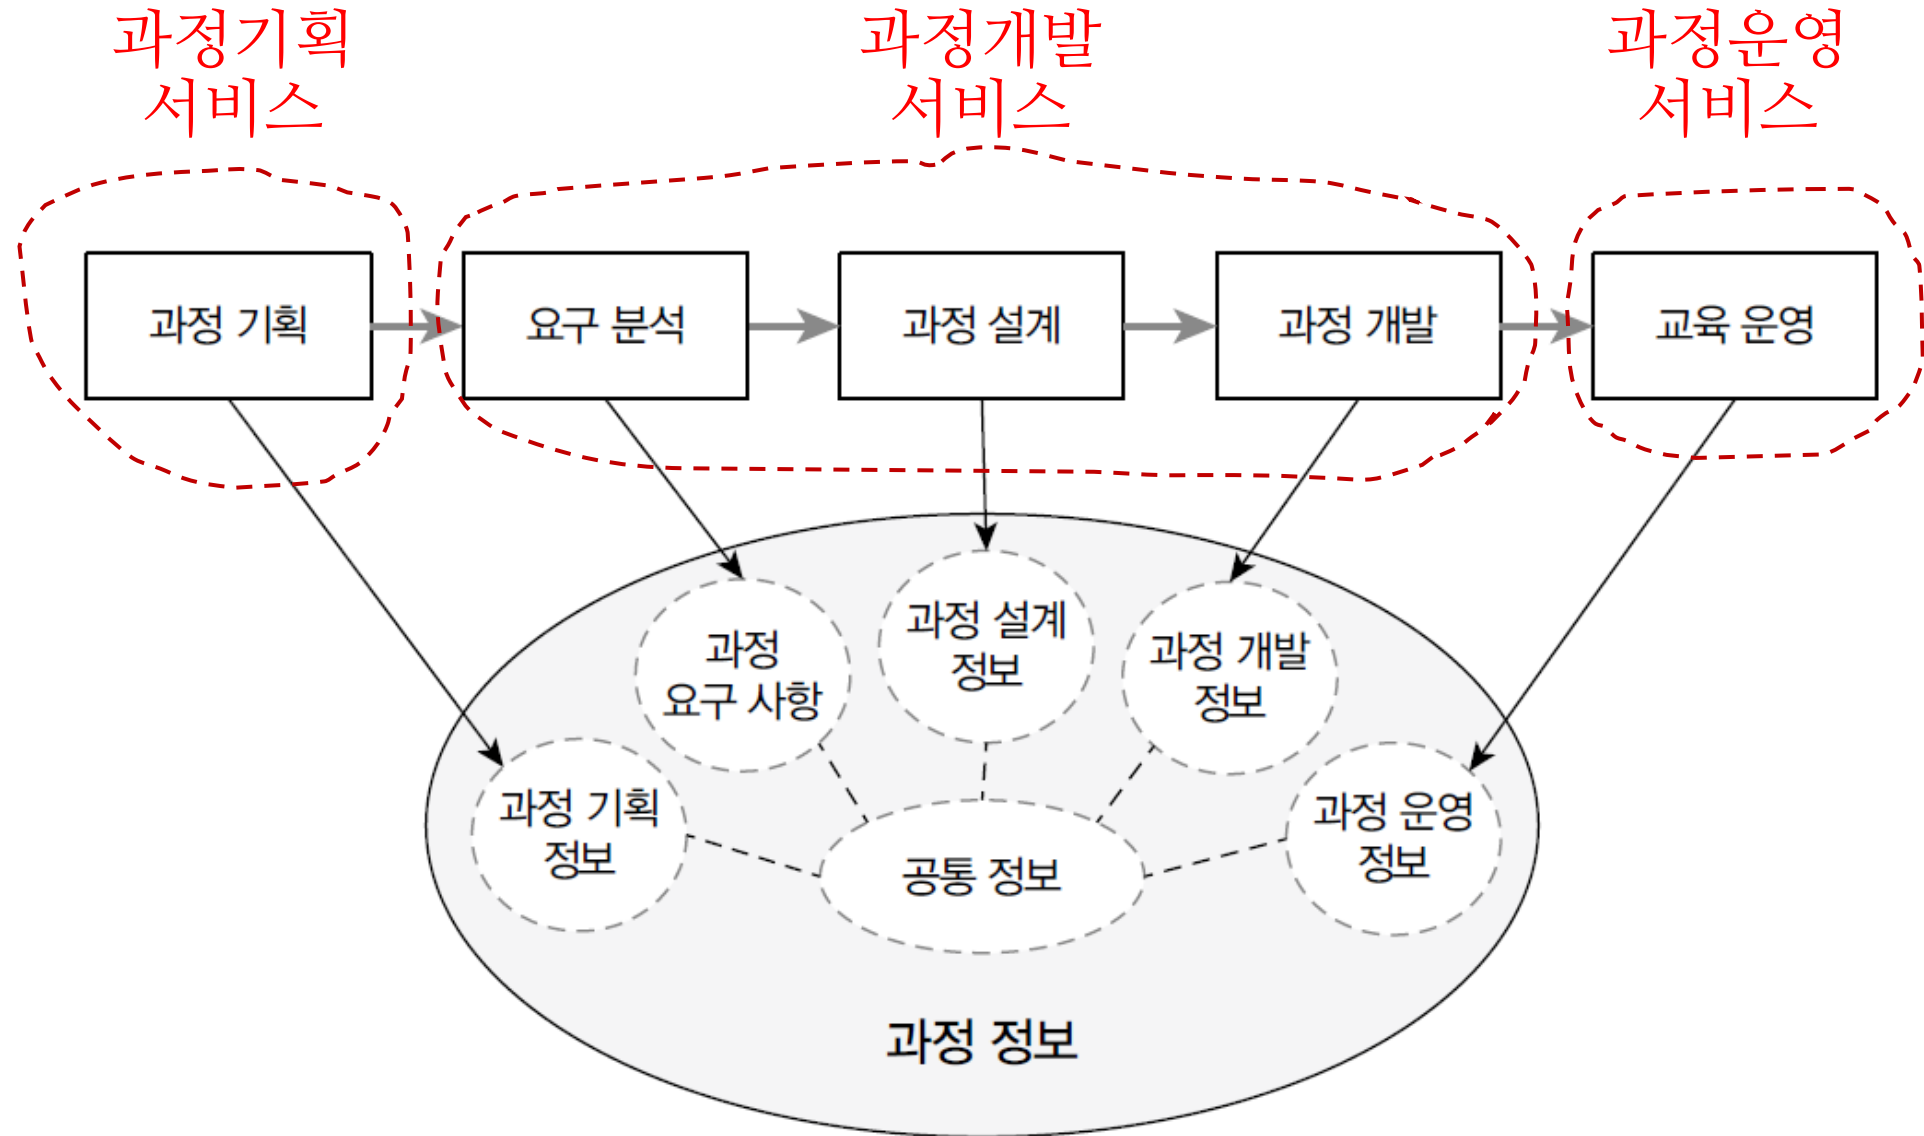 과정기획
서비스
과정개발
서비스
과정운영
서비스
과정 기획
요구 분석
과정 설계
과정 개발
교육 운영
과정 설계
정보
과정
요구 사항
과정 개발
정보
과정 기획
정보
과정 운영
정보
공통 정보
과정 정보